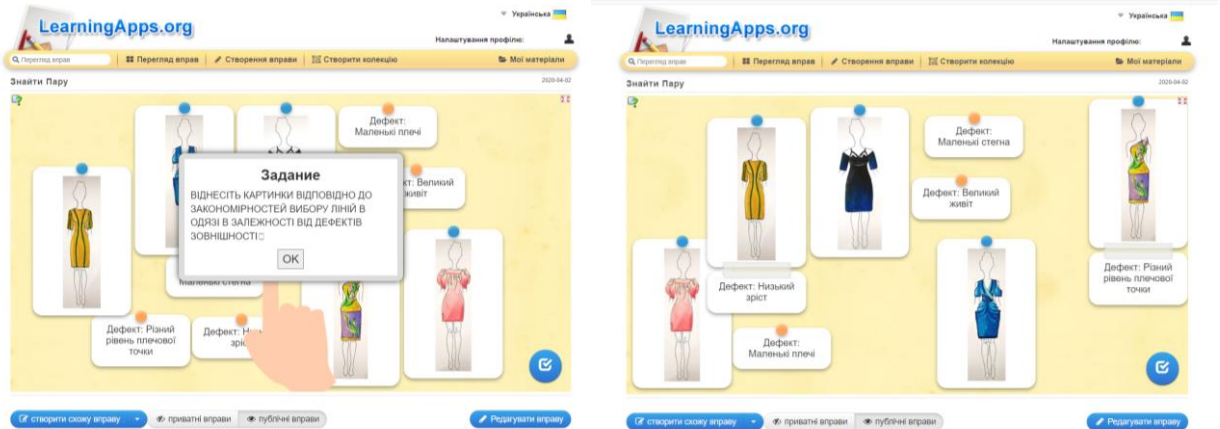 Українська
LearningApps.org
Налаштування профілю:
Перегляд вправ
Перегляд вправ
Створення вправи
Створити колекцію
Мої матеріали
Знайти Пару
2020-04-02
Дефект:
Маленькі плечі
Задание
ВІДНЕСІТЬ КАРТИНКИ ВІДПОВІДНО ДО
ЗАКОНОМІРНОСТЕЙ ВИБОРУ ЛІНІЙ В
ОДЯЗІ В ЗАЛЕЖНОСТІ ВІД ДЕФЕКТІВ
ЗОВНІШНОСТІ
OK
кт: Великий
живіт
Маленькі стегна
Дефект: Різний
рівень плечової
точки
Дефект: Н
зрі
створити схожу вправу
приватні вправи
публічні вправи
Редагувати вправу
Українська
LearningApps.org
Налаштування профілю:
Перегляд вправ
Перегляд вправ
Створення вправи
Створити колекцію
Мої матеріали
Знайти Пару
2020-04-02
Дефект:
Маленькі стегна
Дефект: Великий
живіт
Дефект: Різний
рівень плечової
точки
Дефект: Низький
зріст
Дефект:
Маленькі плечі
створити схожу вправу
приватні вправи
публічні вправи
Редагувати вправу